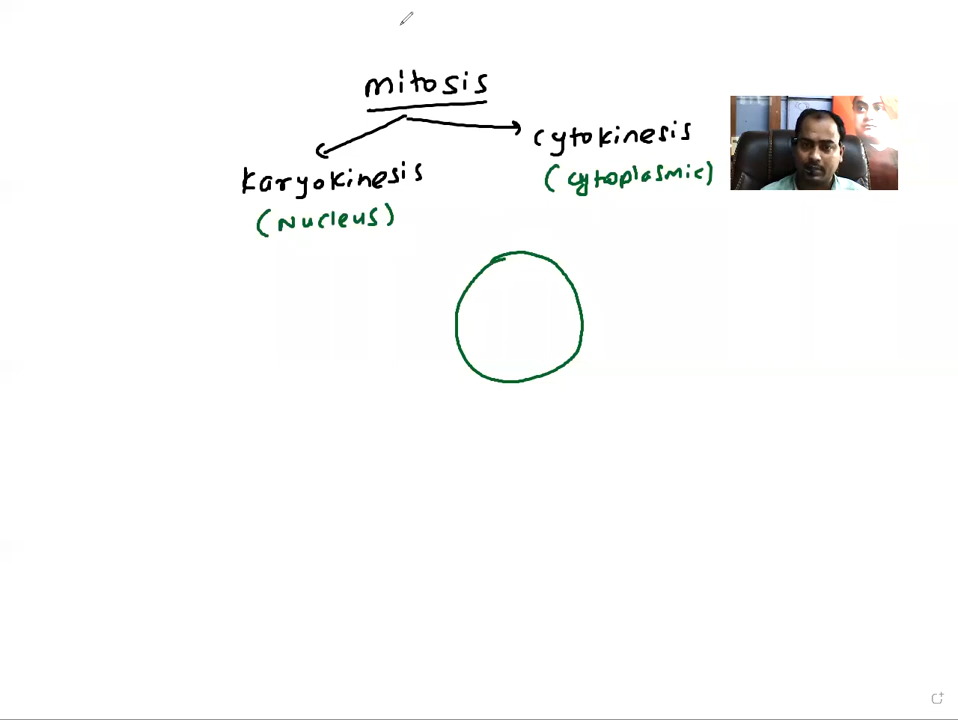 mitosis
cytokinesis
(cytoplasmic)
Karyokinesis
(Nucleus)